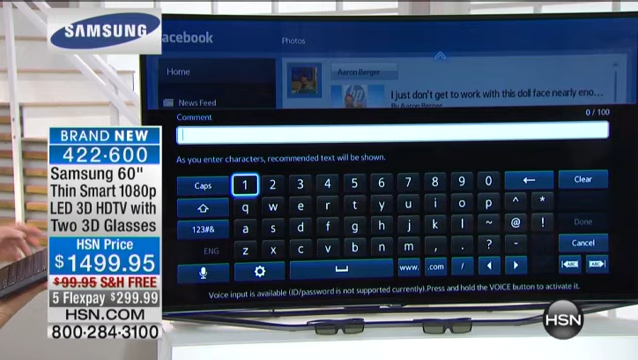 SAMSUNG
acebook
Photos
Home
Aaron Berger
News Feed
I just don't get to work with this doll face nearly eno...
By Aaron Berger
Comment
0 / 100
As you enter characters, recommended text will be shown.
Caps 1 2 3 4 5 6 7 8 9 0 ← Clear
q w e r t y u i o p ^ *
123#& a s d f g h j k l ~ @ ! Done
ENG z x c v b n m , . ? - Cancel
www. .com /
Voice input is available (ID/password is not supported currently).Press and hold the VOICE button to activate it.
BRAND NEW
422-600
Samsung 60"
Thin Smart 1080p
LED 3D HDTV with
Two 3D Glasses
HSN Price
$1499.95
$99.95 S&H FREE
5 Flexpay $299.99
HSN.COM
800-284-3100
HSN